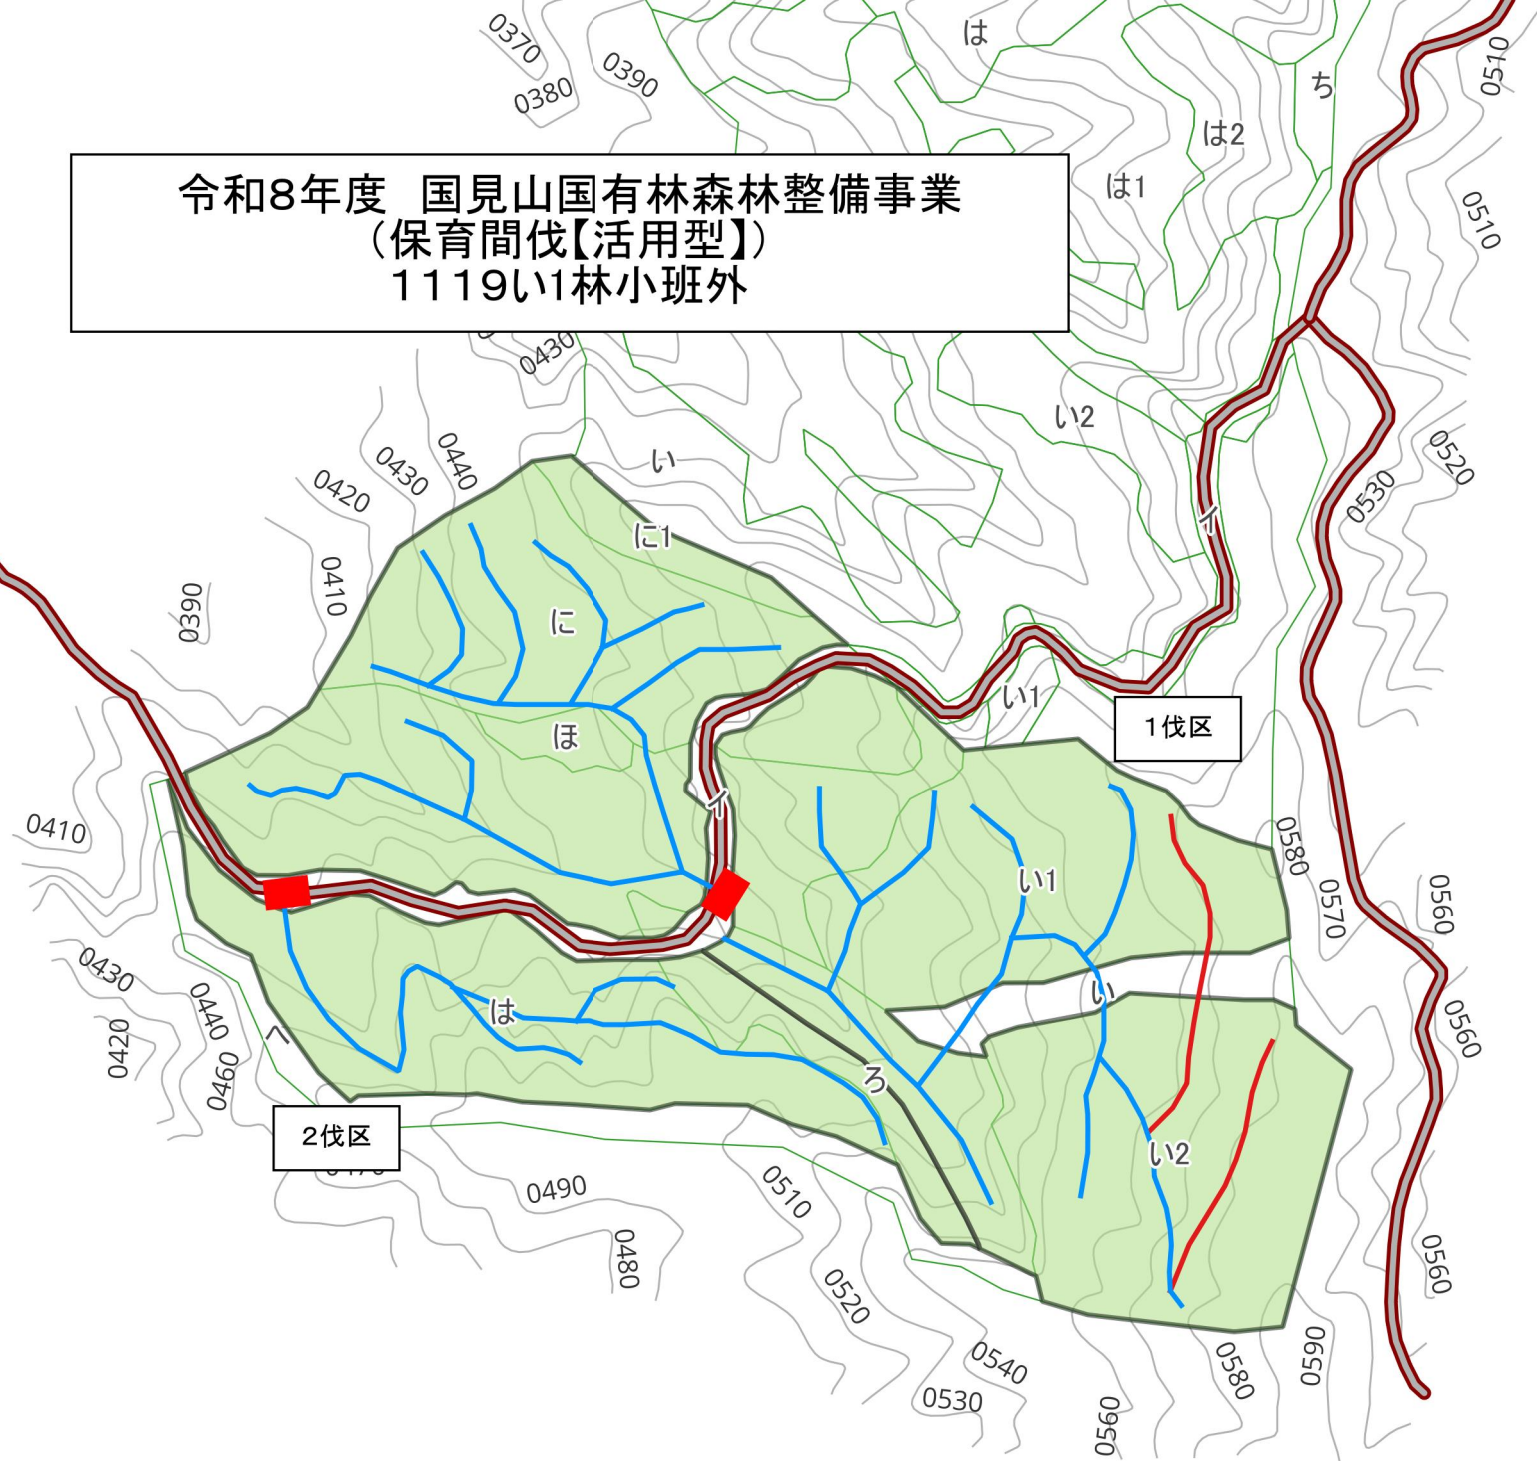 0370
0380
0390
は
ち
0510
は2
は1
令和8年度　国見山国有林森林整備事業
（保育間伐【活用型】）
1119い1林小班外
0510
0430
い2
い
0440
0430
0420
0520
0530
イ
に1
0410
0390
に
い1
1伐区
ほ
イ
0410
0580
い1
0570
0560
0430
い
0440
は
0420
へ
0460
0560
ろ
2伐区
い2
0490
0510
0480
0520
0560
0540
0530
0580
0590
0560